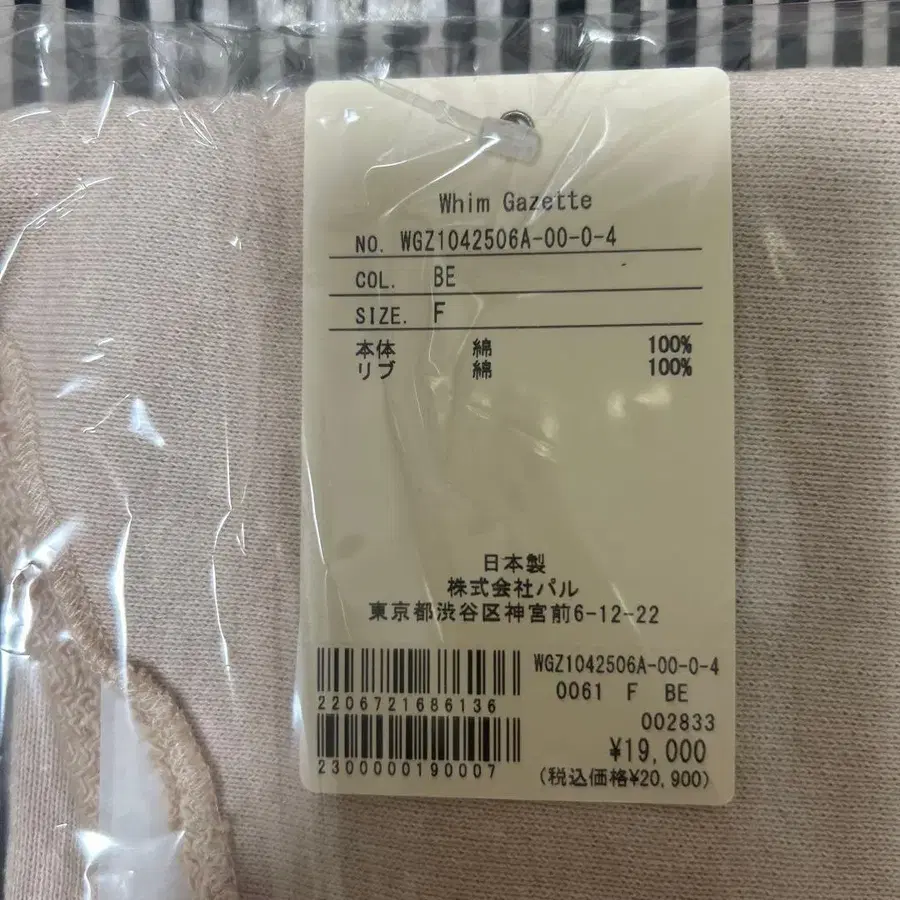 Whim Gazette
NO. WGZ1042506A-00-0-4
COL. BE
SIZE. F
本体 綿 100%
リブ 綿 100%
日本製
株式会社パル
東京都渋谷区神宮前6-12-22
WGZ1042506A-00-0-4
2206721686136 0061 F BE
002833
¥19,000
2300000190007 (税込価格¥20,900)